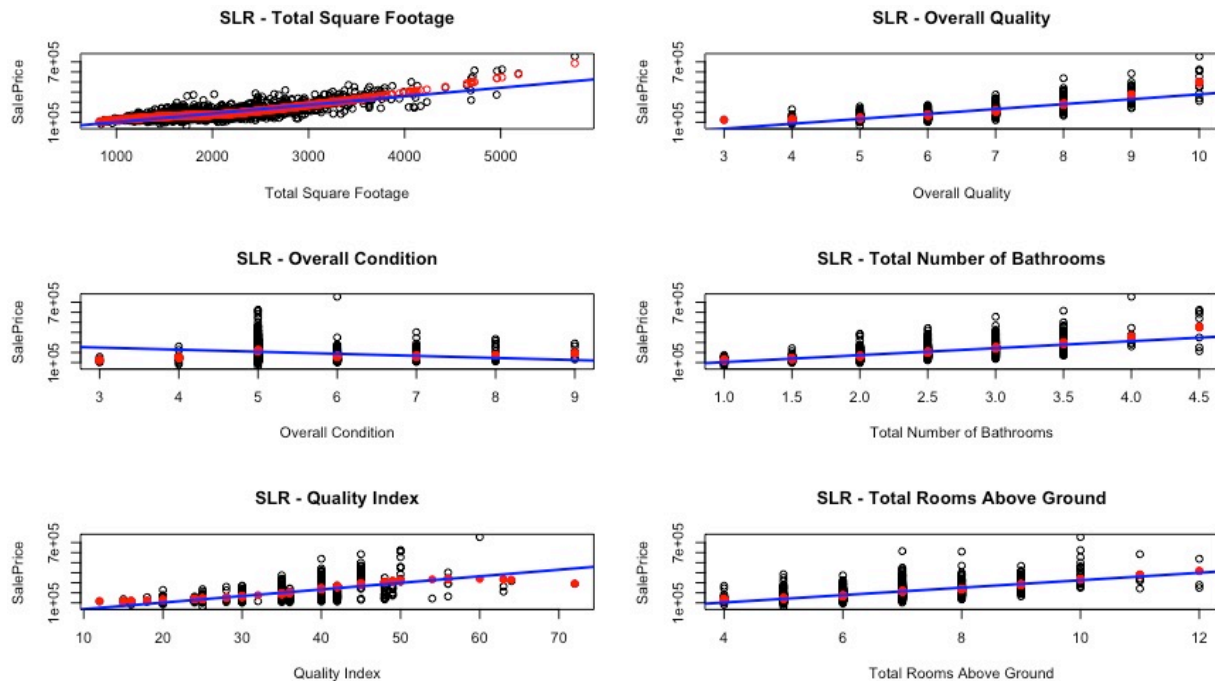 SLR - Total Square Footage
SalePrice
1e+05 7e+05
1000 2000 3000 4000 5000
Total Square Footage
SLR - Overall Quality
SalePrice
1e+05 7e+05
3 4 5 6 7 8 9 10
Overall Quality
SLR - Overall Condition
SalePrice
1e+05 7e+05
3 4 5 6 7 8 9
Overall Condition
SLR - Total Number of Bathrooms
SalePrice
1e+05 7e+05
1.0 1.5 2.0 2.5 3.0 3.5 4.0 4.5
Total Number of Bathrooms
SLR - Quality Index
SalePrice
1e+05 7e+05
10 20 30 40 50 60 70
Quality Index
SLR - Total Rooms Above Ground
SalePrice
1e+05 7e+05
4 6 8 10 12
Total Rooms Above Ground